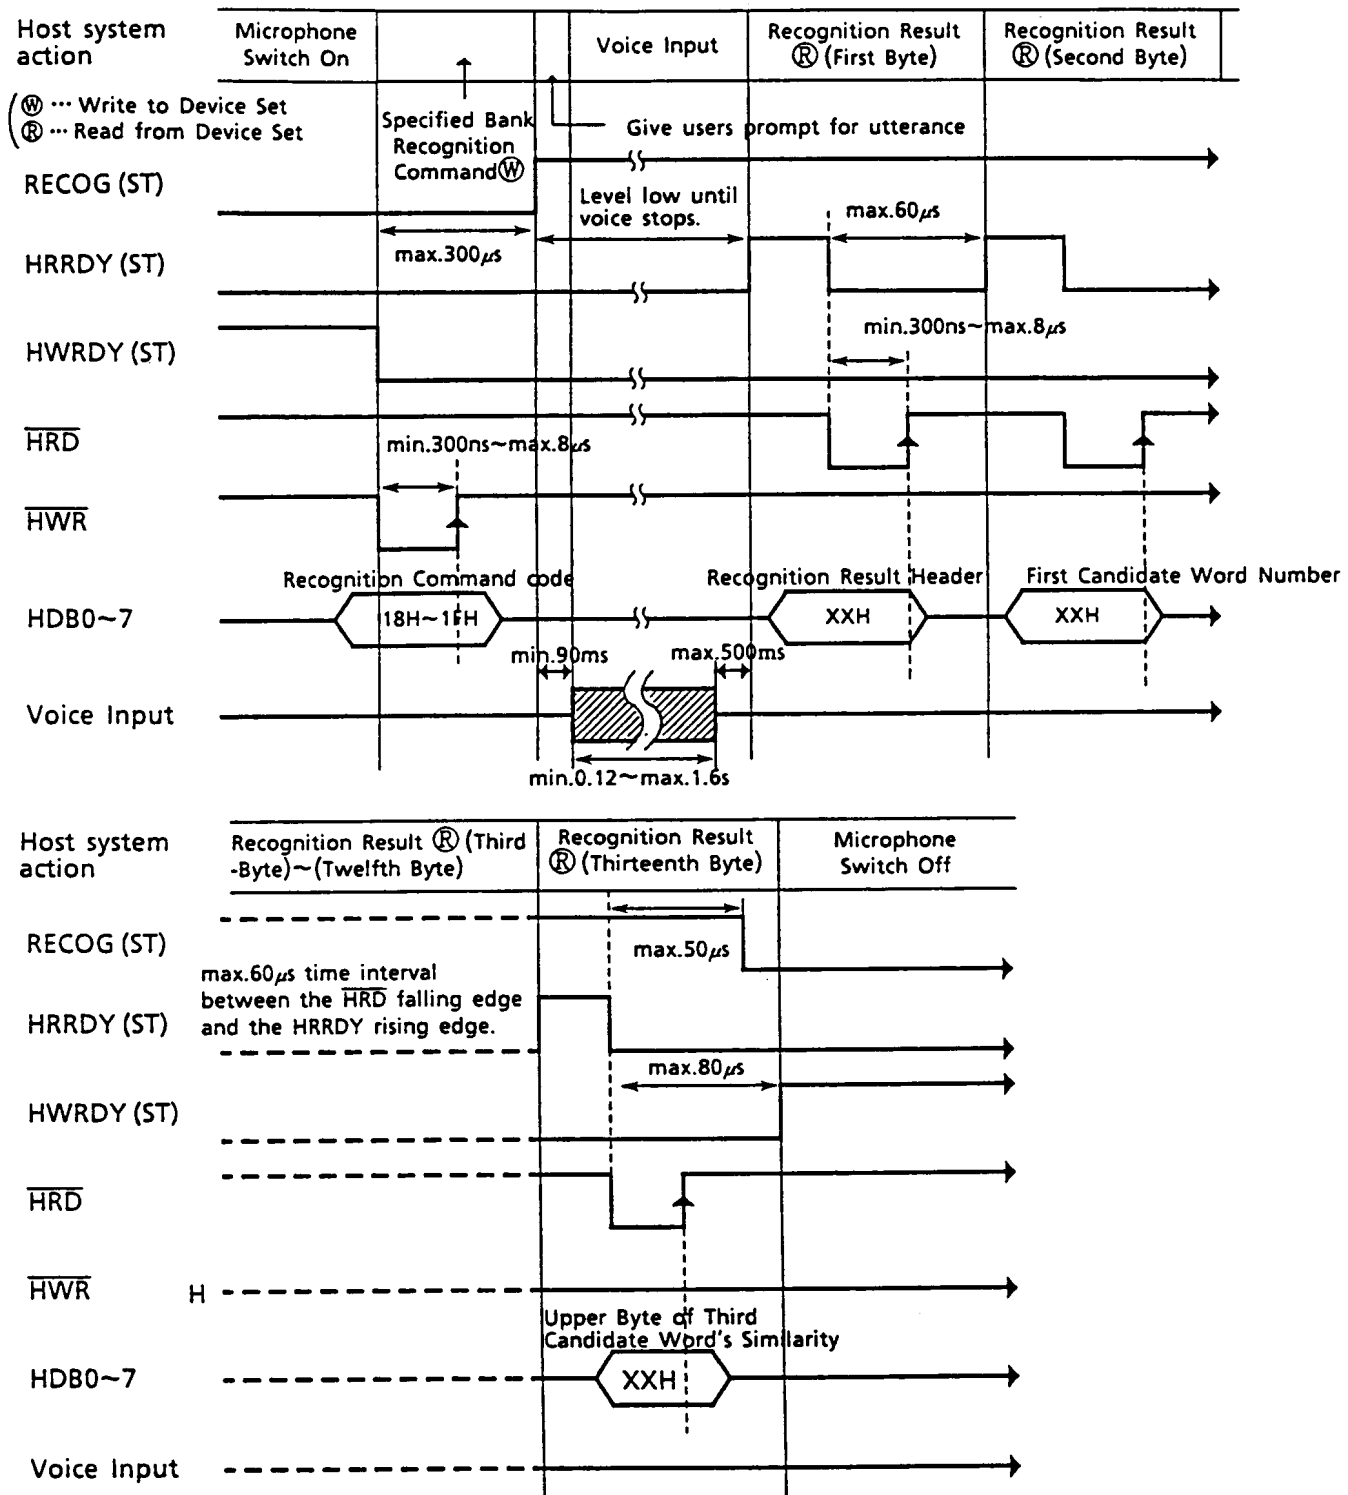 Host system
action
Microphone
Switch On
Voice Input
Recognition Result
Ⓡ (First Byte)
Recognition Result
Ⓡ (Second Byte)
Ⓦ ··· Write to Device Set
Ⓡ ··· Read from Device Set
Specified Bank
Recognition
Command Ⓦ
Give users prompt for utterance
RECOG (ST)
Level low until
voice stops.
max.60μs
max.300μs
HRRDY (ST)
min.300ns~max.8μs
HWRDY (ST)
H̅R̅D̅
min.300ns~max.8μs
H̅W̅R̅
Recognition Command code
Recognition Result Header
First Candidate Word Number
HDB0~7
18H~1FH
XXH
XXH
min.90ms
max.500ms
Voice Input
min.0.12~max.1.6s
Host system
action
Recognition Result Ⓡ (Third
-Byte)~(Twelfth Byte)
Recognition Result
Ⓡ (Thirteenth Byte)
Microphone
Switch Off
RECOG (ST)
max.50μs
max.60μs time interval
between the H̅R̅D̅ falling edge
and the HRRDY rising edge.
HRRDY (ST)
max.80μs
HWRDY (ST)
H̅R̅D̅
H̅W̅R̅
H
Upper Byte of Third
Candidate Word's Similarity
HDB0~7
XXH
Voice Input